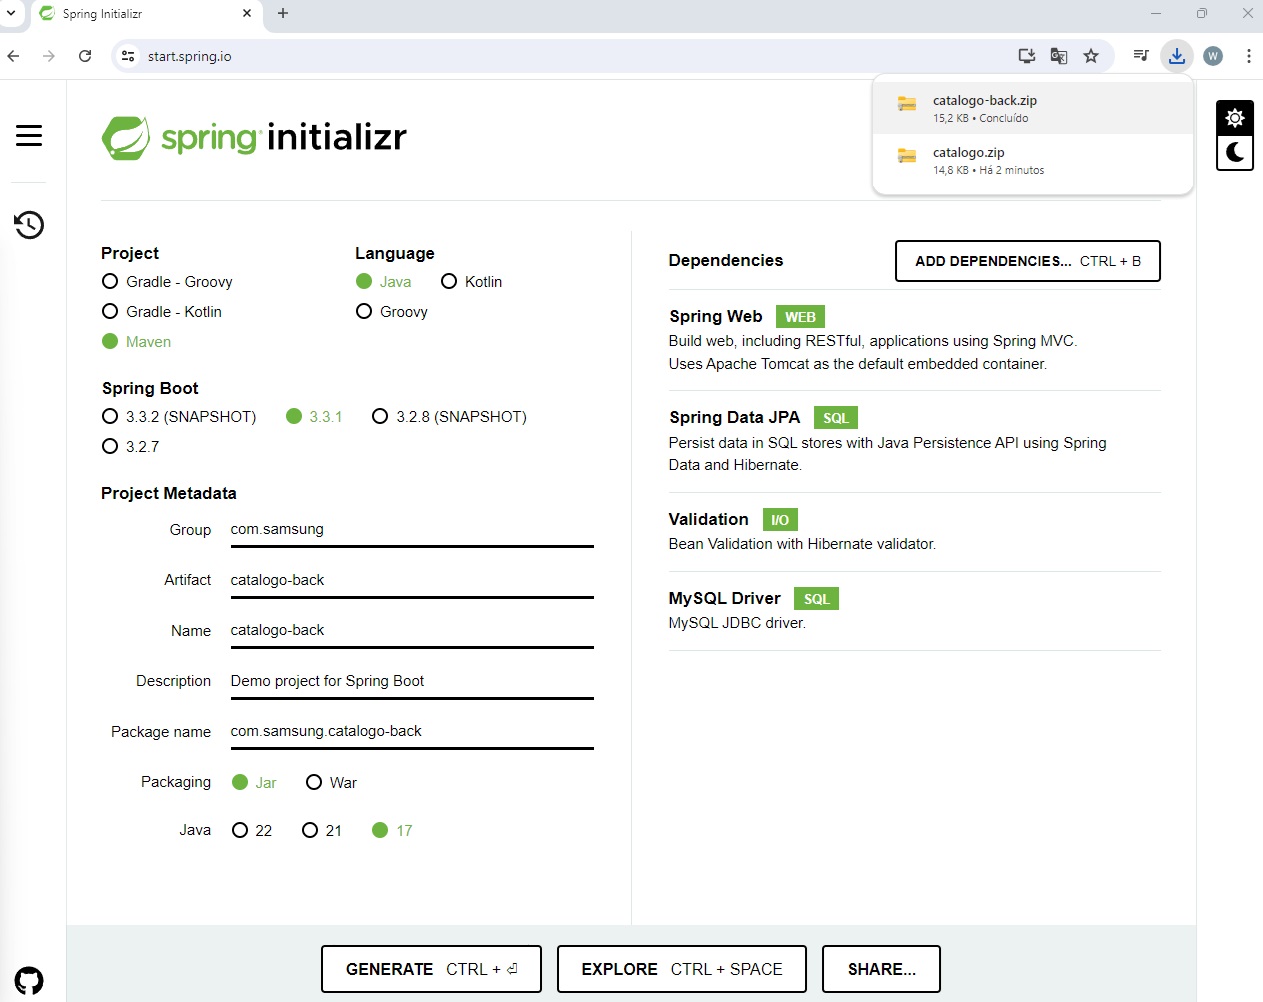 Spring Initializr
start.spring.io
W
catalogo-back.zip
15,2 KB • Concluído
catalogo.zip
14,8 KB • Há 2 minutos
spring initializr
Project
Gradle - Groovy
Gradle - Kotlin
Maven
Language
Java Kotlin
Groovy
Spring Boot
3.3.2 (SNAPSHOT) 3.3.1 3.2.8 (SNAPSHOT)
3.2.7
Project Metadata
Group com.samsung
Artifact catalogo-back
Name catalogo-back
Description Demo project for Spring Boot
Package name com.samsung.catalogo-back
Packaging Jar War
Java 22 21 17
Dependencies
ADD DEPENDENCIES... CTRL + B
Spring Web WEB
Build web, including RESTful, applications using Spring MVC.
Uses Apache Tomcat as the default embedded container.
Spring Data JPA SQL
Persist data in SQL stores with Java Persistence API using Spring
Data and Hibernate.
Validation I/O
Bean Validation with Hibernate validator.
MySQL Driver SQL
MySQL JDBC driver.
GENERATE CTRL + ⏎
EXPLORE CTRL + SPACE
SHARE...